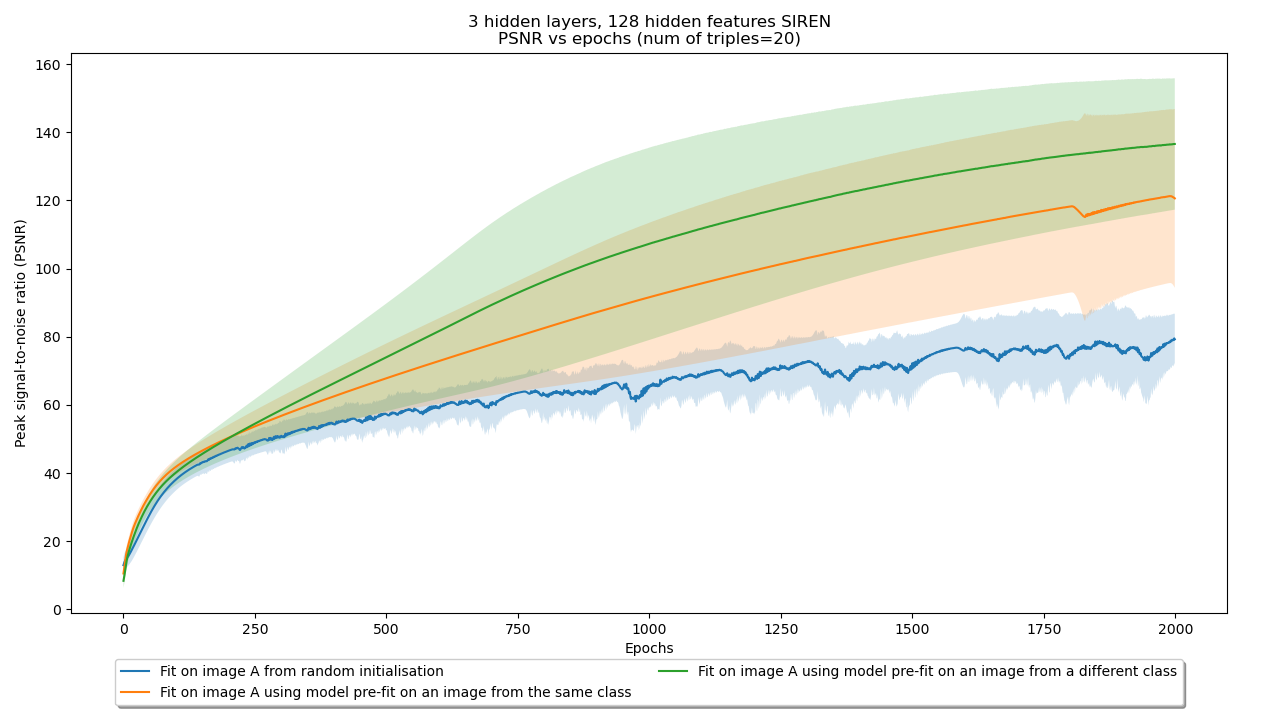 3 hidden layers, 128 hidden features SIREN
PSNR vs epochs (num of triples=20)
Peak signal-to-noise ratio (PSNR)
160
140
120
100
80
60
40
20
0
0 250 500 750 1000 1250 1500 1750 2000
Epochs
Fit on image A from random initialisation
Fit on image A using model pre-fit on an image from the same class
Fit on image A using model pre-fit on an image from a different class